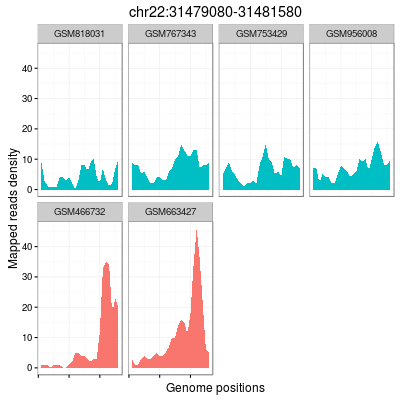 chr22:31479080-31481580
GSM818031 GSM767343 GSM753429 GSM956008
40
30
20
10
0
GSM466732 GSM663427
40
30
20
10
0
Mapped reads density
Genome positions